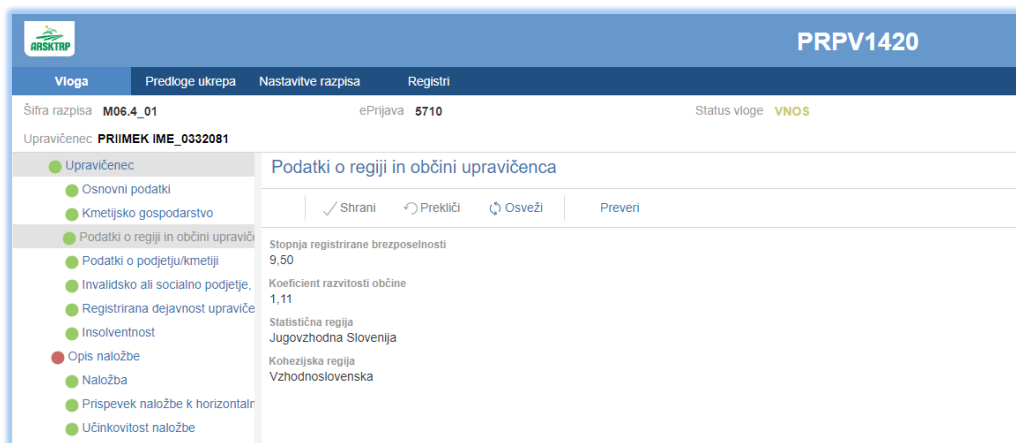 ARSKTRP
PRPV1420
Vloga Predloge ukrepa Nastavitve razpisa Registri
Šifra razpisa M06.4_01 ePrijava 5710 Status vloge VNOS
Upravičenec PRIIMEK IME_0332081
Upravičenec
Osnovni podatki
Kmetijsko gospodarstvo
Podatki o regiji in občini upraviče
Podatki o podjetju/kmetiji
Invalidsko ali socialno podjetje,
Registrirana dejavnost upraviče
Insolventnost
Opis naložbe
Naložba
Prispevek naložbe k horizontalr
Učinkovitost naložbe
Podatki o regiji in občini upravičenca
Shrani Prekliči Osveži Preveri
Stopnja registrirane brezposelnosti
9,50
Koeficient razvitosti občine
1,11
Statistična regija
Jugovzhodna Slovenija
Kohezijska regija
Vzhodnoslovenska